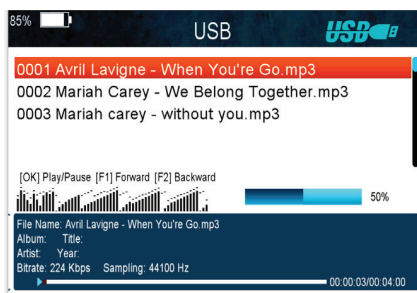 85%
USB
USB
0001 Avril Lavigne - When You're Go.mp3
0002 Mariah Carey - We Belong Together.mp3
0003 Mariah carey - without you.mp3
[OK] Play/Pause [F1] Forward [F2] Backward
50%
File Name: Avril Lavigne - When You're Go.mp3
Album: Title:
Artist: Year:
Bitrate: 224 Kbps Sampling: 44100 Hz
00:00:03/00:04:00